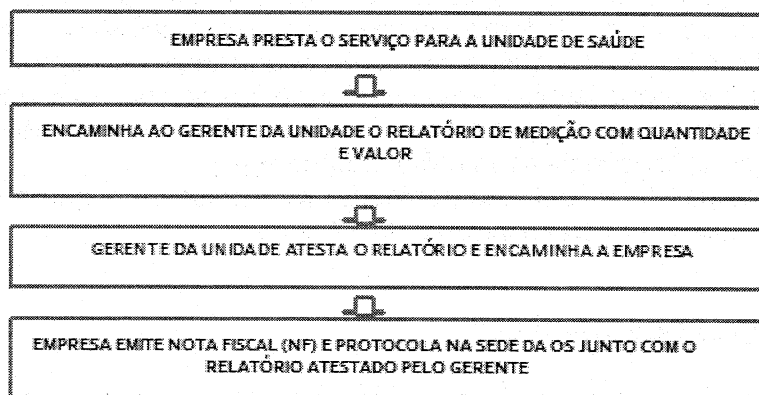 EMPRESA PRESTA O SERVIÇO PARA A UNIDADE DE SAÚDE
ENCAMINHA AO GERENTE DA UNIDADE O RELATÓRIO DE MEDIÇÃO COM QUANTIDADE
E VALOR
GERENTE DA UNIDADE ATESTA O RELATÓRIO E ENCAMINHA A EMPRESA
EMPRESA EMITE NOTA FISCAL (NF) E PROTOCOLA NA SEDE DA OS JUNTO COM O
RELATÓRIO ATESTADO PELO GERENTE